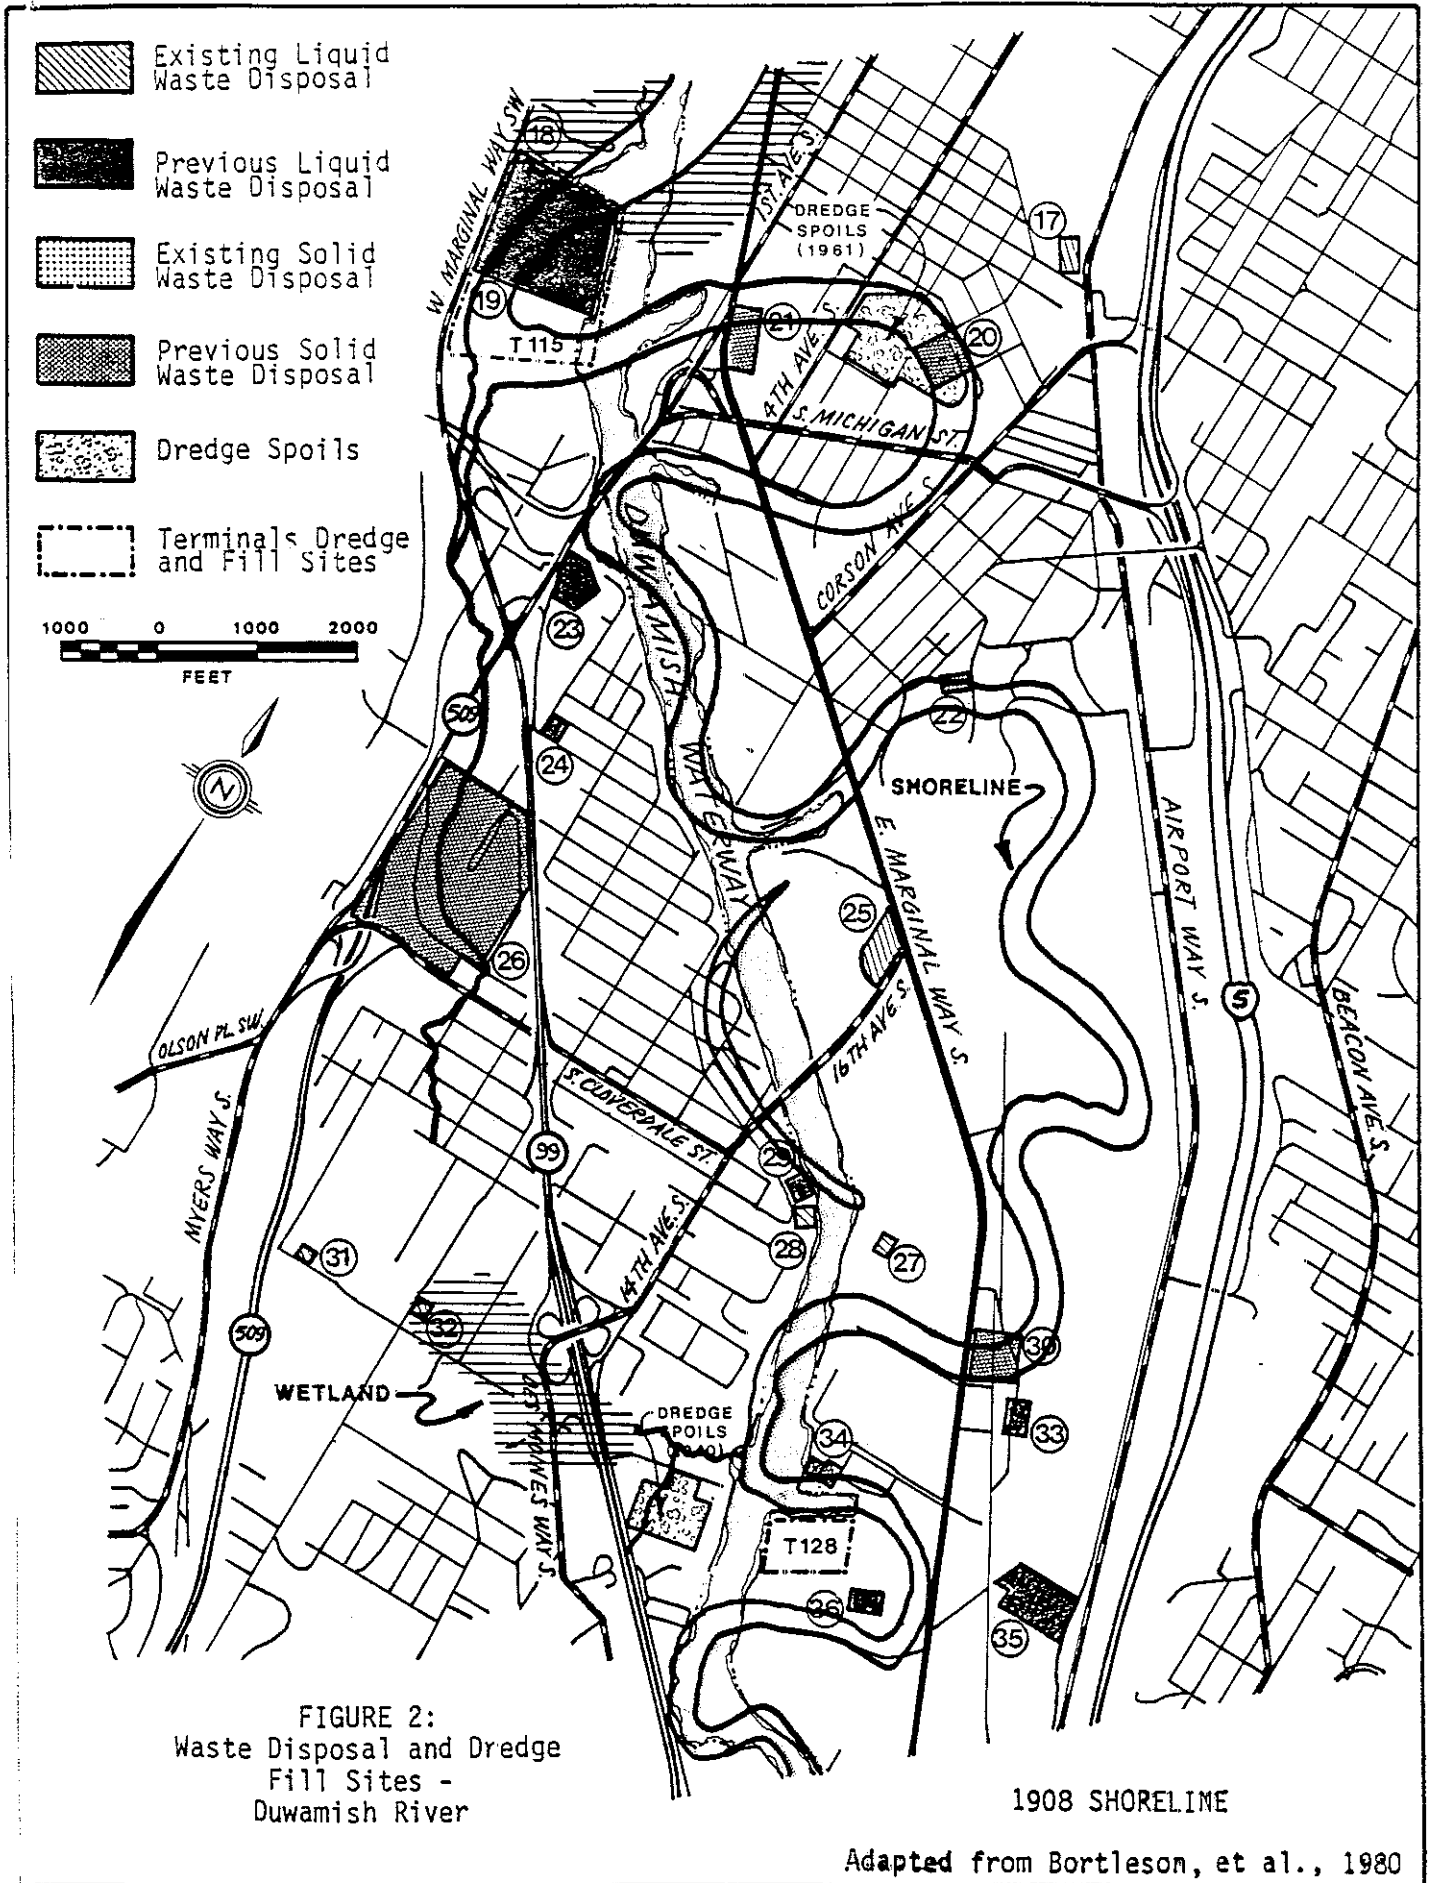 Existing Liquid
Waste Disposal
Previous Liquid
Waste Disposal
Existing Solid
Waste Disposal
Previous Solid
Waste Disposal
Dredge Spoils
Terminals Dredge
and Fill Sites
1000 0 1000 2000
FEET
N
W MARGINAL WAY SW
18
19
T 115
1ST. AVE. S.
DREDGE
SPOILS
(1961)
17
21
20
4TH AVE. S.
S. MICHIGAN ST.
CORSON AVE. S.
DUWAMISH WATERWAY
23
22
509
24
SHORELINE
E. MARGINAL WAY S.
AIRPORT WAY S.
25
26
5
BEACON AVE. S.
16TH AVE. S.
OLSON PL. SW.
S. CLOVERDALE ST.
MYERS WAY S.
99
29
14TH AVE. S.
28
27
31
32
509
30
WETLAND
DES MOINES WAY S.
DREDGE
SPOILS
33
34
T 128
36
35
FIGURE 2:
Waste Disposal and Dredge
Fill Sites -
Duwamish River
1908 SHORELINE
Adapted from Bortleson, et al., 1980